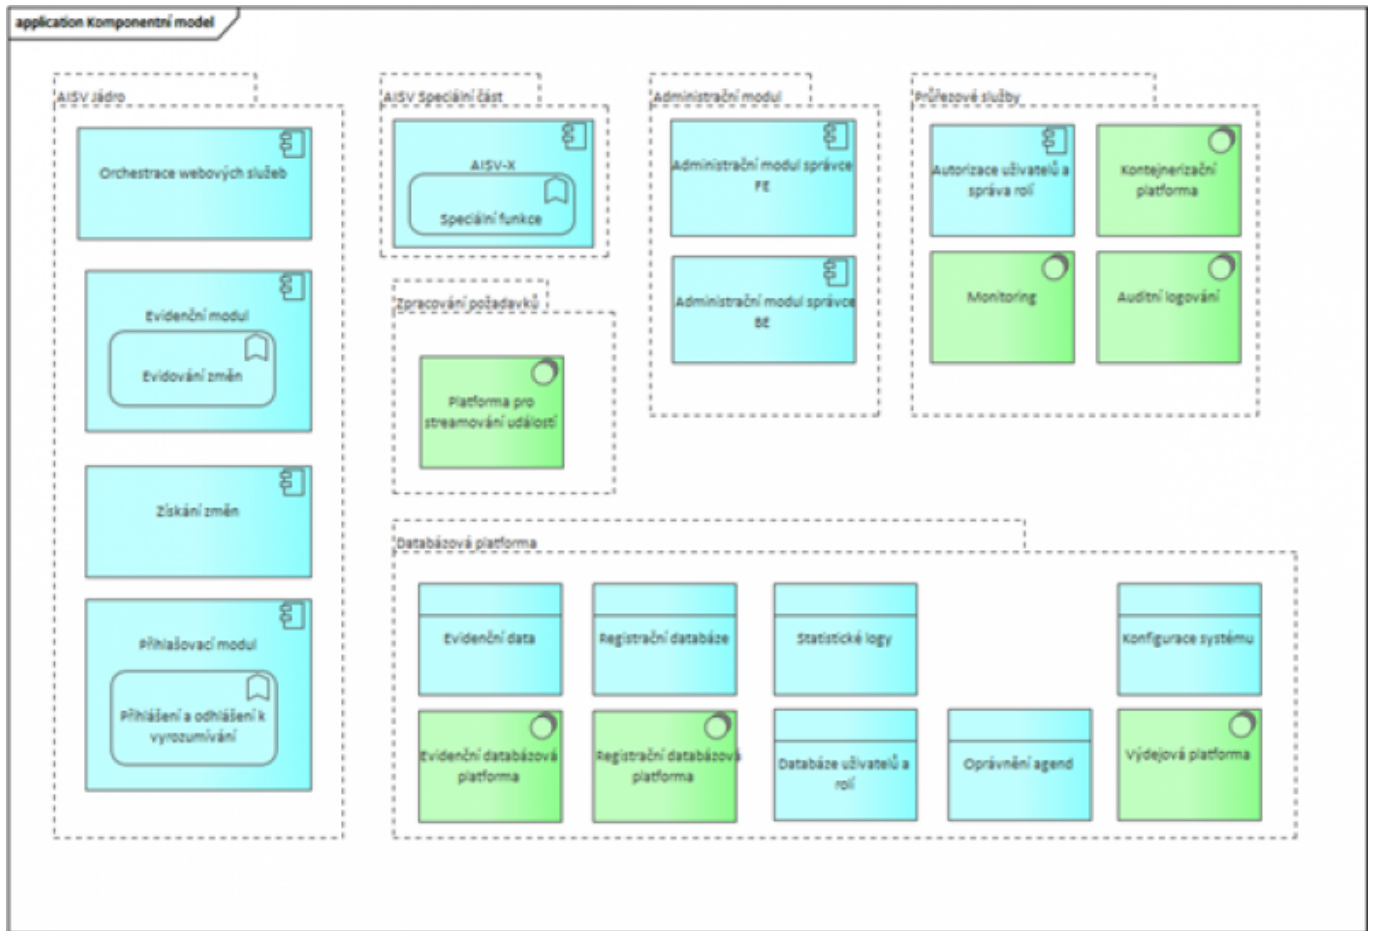 application Komponentní model
AISV Jádro
Orchestrace webových služeb
Evidenční modul
Evidování změn
Získání změn
Přihlašovací modul
Přihlášení a odhlášení k
vyrozumívání
AISV Speciální část
AISV-X
Speciální funkce
Zpracování požadavků
Platforma pro
streamování událostí
Administrační modul
Administrační modul správce
FE
Administrační modul správce
BE
Průřezové služby
Autorizace uživatelů a
správa rolí
Kontejnerizační
platforma
Monitoring
Auditní logování
Databázová platforma
Evidenční data
Registrační databáze
Statistické logy
Konfigurace systému
Evidenční databázová
platforma
Registrační databázová
platforma
Databáze uživatelů a
rolí
Oprávnění agend
Výdejová platforma